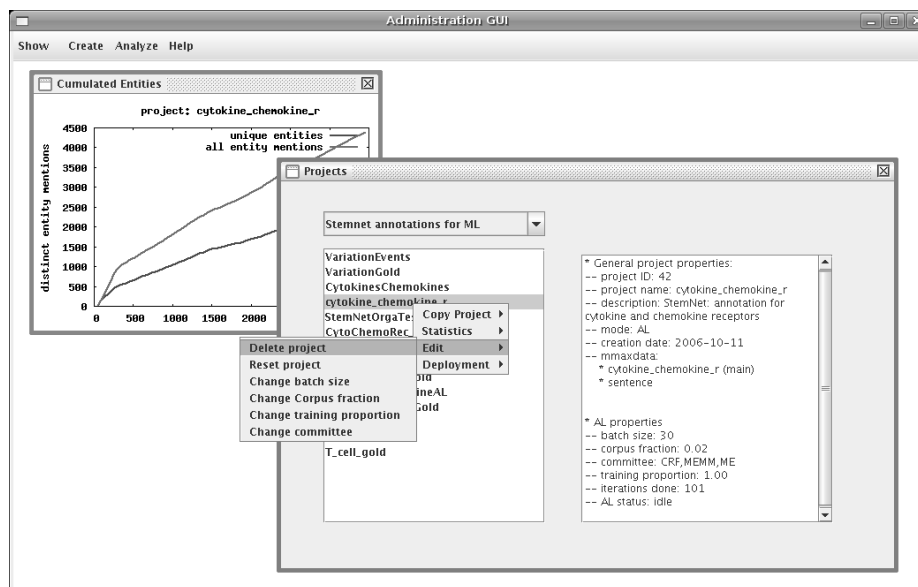 Administration GUI
Show Create Analyze Help
Cumulated Entities
project: cytokine_chemokine_r
unique entities
all entity mentions
distinct entity mentions
4500
4000
3500
3000
2500
2000
1500
1000
500
0
0 500 1000 1500 2000
Projects
Stemnet annotations for ML
VariationEvents
VariationGold
CytokinesChemokines
cytokine_chemokine_r
StemNetOrgaTes
CytoChemoRec_
ineAL
Gold
T_cell_gold
Copy Project
Statistics
Edit
Deployment
Delete project
Reset project
Change batch size
Change Corpus fraction
Change training proportion
Change committee
* General project properties:
-- project ID: 42
-- project name: cytokine_chemokine_r
-- description: StemNet: annotation for
cytokine and chemokine receptors
-- mode: AL
-- creation date: 2006-10-11
-- mmaxdata:
* cytokine_chemokine_r (main)
* sentence
* AL properties
-- batch size: 30
-- corpus fraction: 0.02
-- committee: CRF,MEMM,ME
-- training proportion: 1.00
-- iterations done: 101
-- AL status: idle